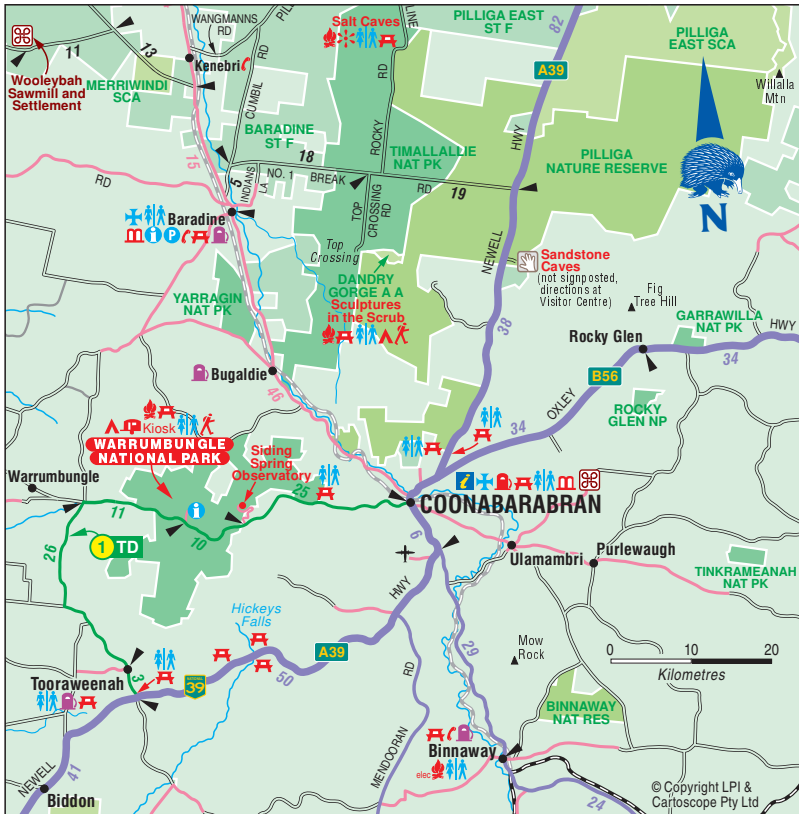 WANGMANNS
RD
PIL
LINE
Salt Caves
PILLIGA EAST
ST F
82
PILLIGA
EAST SCA
11
13
Kenebri
RD
A39
Wooleybah
Sawmill and
Settlement
MERRIWINDI
SCA
CUMBIL
RD
Willalla
Mtn
BARADINE
ST F
ROCKY
HWY
15
18
TIMALLALLIE
NAT PK
PILLIGA
NATURE RESERVE
RD
5
INDIANS
LA
NO. 1
BREAK
RD
19
TOP
CROSSING
RD
Baradine
N
Top
Crossing
NEWELL
Sandstone
Caves
(not signposted,
directions at
Visitor Centre)
DANDRY
GORGE A A
Sculptures
in the Scrub
YARRAGIN
NAT PK
Fig
Tree Hill
GARRAWILLA
NAT PK
38
Rocky Glen
HWY
34
Bugaldie
46
B56
OXLEY
ROCKY
GLEN NP
34
Kiosk
WARRUMBUNGLE
NATIONAL PARK
Siding
Spring
Observatory
Warrumbungle
25
COONABARABRAN
11
10
6
26
1 TD
Ulamambri
Purlewaugh
TINKRAMEANAH
NAT PK
HWY
Hickeys
Falls
A39
29
Mow
Rock
0 10 20
Kilometres
RD
3
Tooraweenah
39
50
BINNAWAY
NAT RES
MENDOORAN
Binnaway
elec
NEWELL
41
Biddon
24
© Copyright LPI &
Cartoscope Pty Ltd